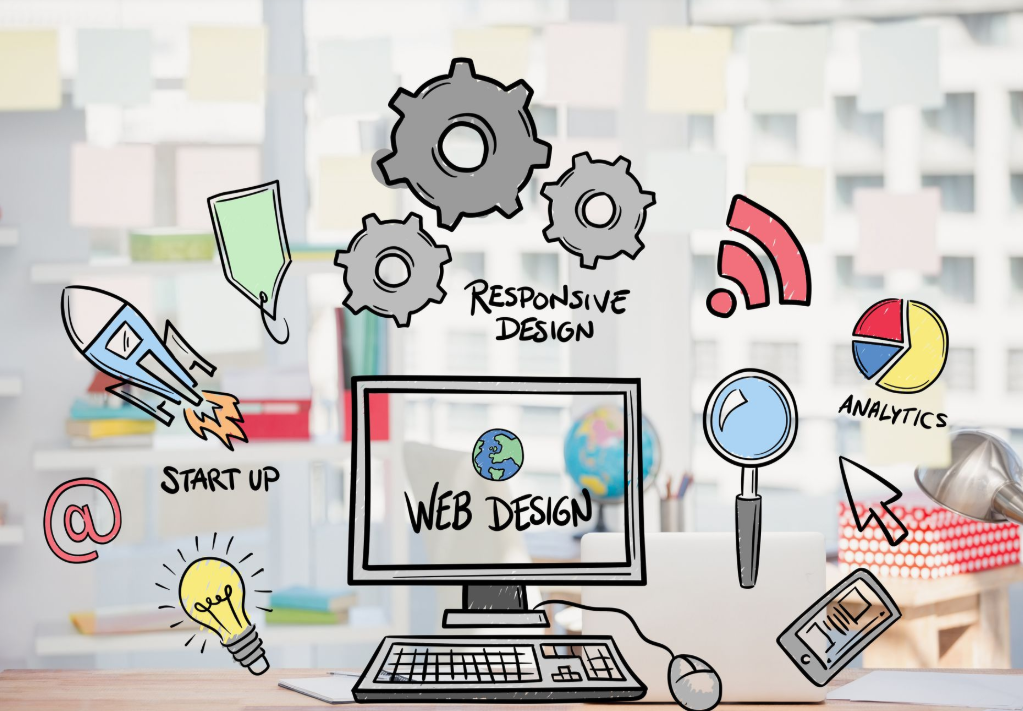 RESPONSIVE
DESIGN
ANALYTICS
START UP
WEB DESIGN
@